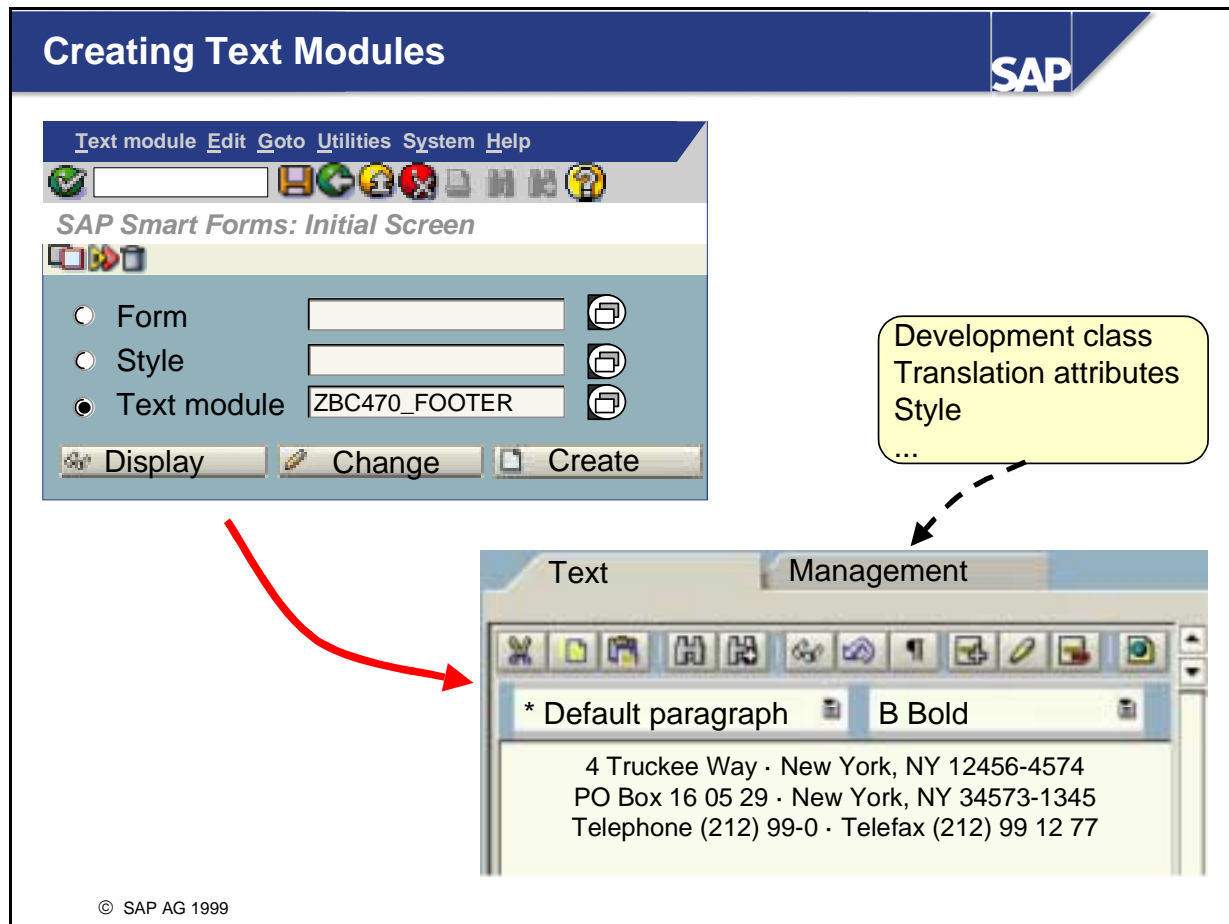 Creating Text Modules
SAP
Text module Edit Goto Utilities System Help
SAP Smart Forms: Initial Screen
Form
Style
Text module ZBC470_FOOTER
Display Change Create
Development class
Translation attributes
Style
...
Text Management
* Default paragraph B Bold
4 Truckee Way · New York, NY 12456-4574
PO Box 16 05 29 · New York, NY 34573-1345
Telephone (212) 99-0 · Telefax (212) 99 12 77
© SAP AG 1999